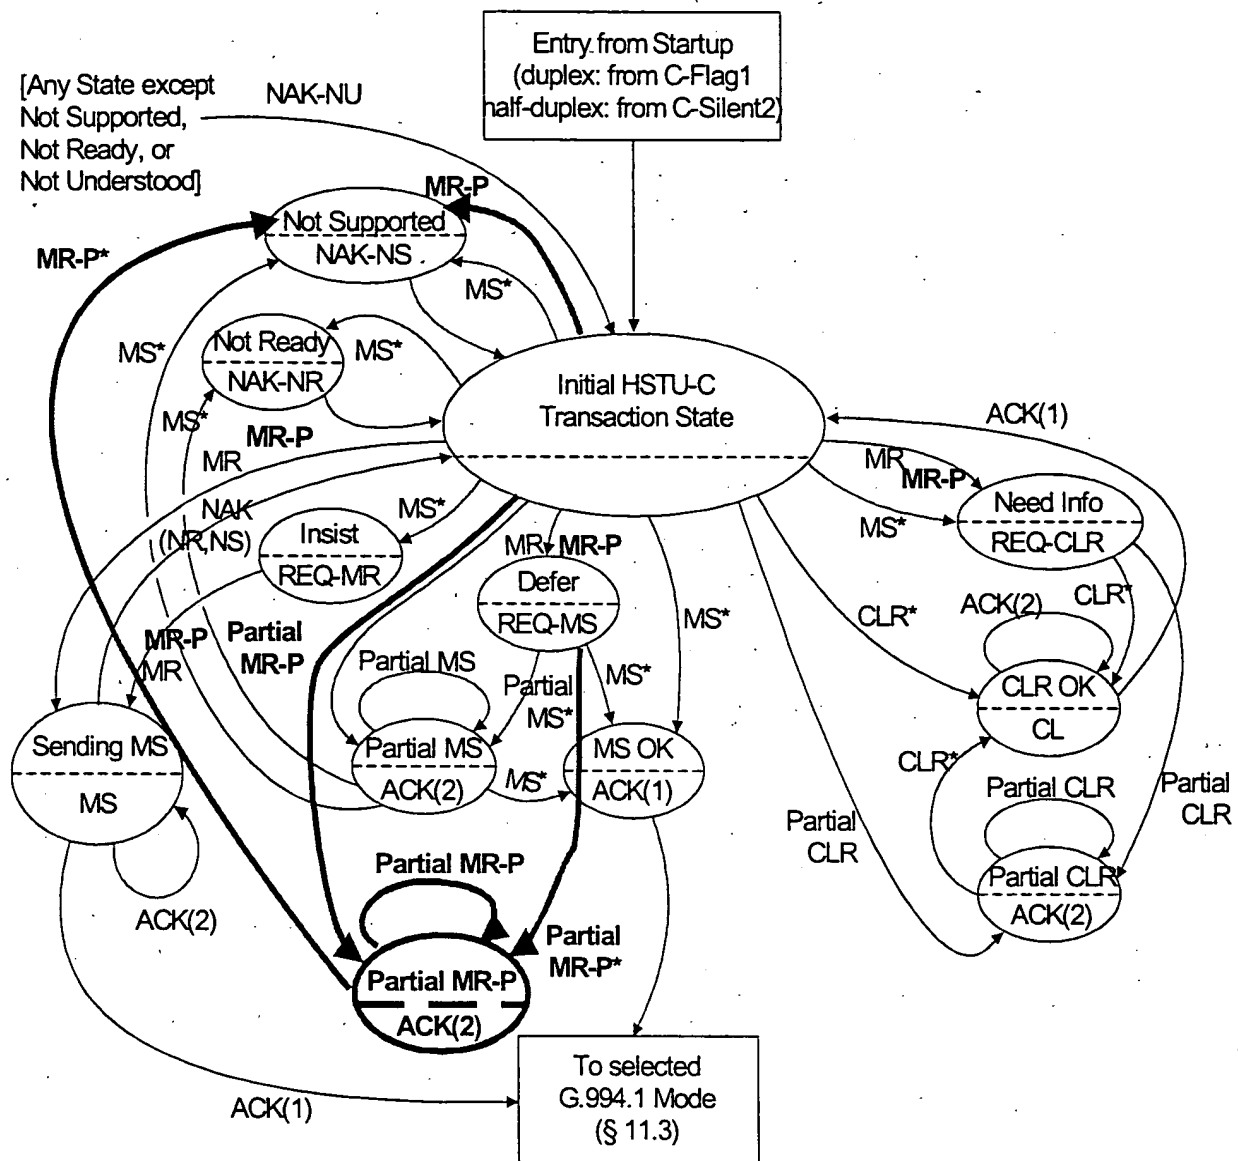 Entry from Startup
(duplex: from C-Flag1
half-duplex: from C-Silent2)
[Any State except
Not Supported,
Not Ready, or
Not Understood]
NAK-NU
MR-P
Not Supported
NAK-NS
MR-P*
MS*
MS*
Not Ready
NAK-NR
MS*
MS*
Initial HSTU-C
Transaction State
ACK(1)
MR-P
MR
MR
MR-P
Need Info
REQ-CLR
MS*
NAK
(NR,NS)
MS*
Insist
REQ-MR
MR
MR-P
Defer
REQ-MS
MS*
CLR*
ACK(2)
CLR*
MR-P
MR
Partial
MR-P
Partial MS
Partial
MS*
MS*
CLR OK
CL
Sending MS
MS
Partial MS
ACK(2)
MS*
MS OK
ACK(1)
CLR*
Partial CLR
Partial
CLR
Partial
CLR
Partial CLR
ACK(2)
ACK(2)
Partial MR-P
Partial
MR-P*
Partial MR-P
ACK(2)
ACK(1)
To selected
G.994.1 Mode
(§ 11.3)